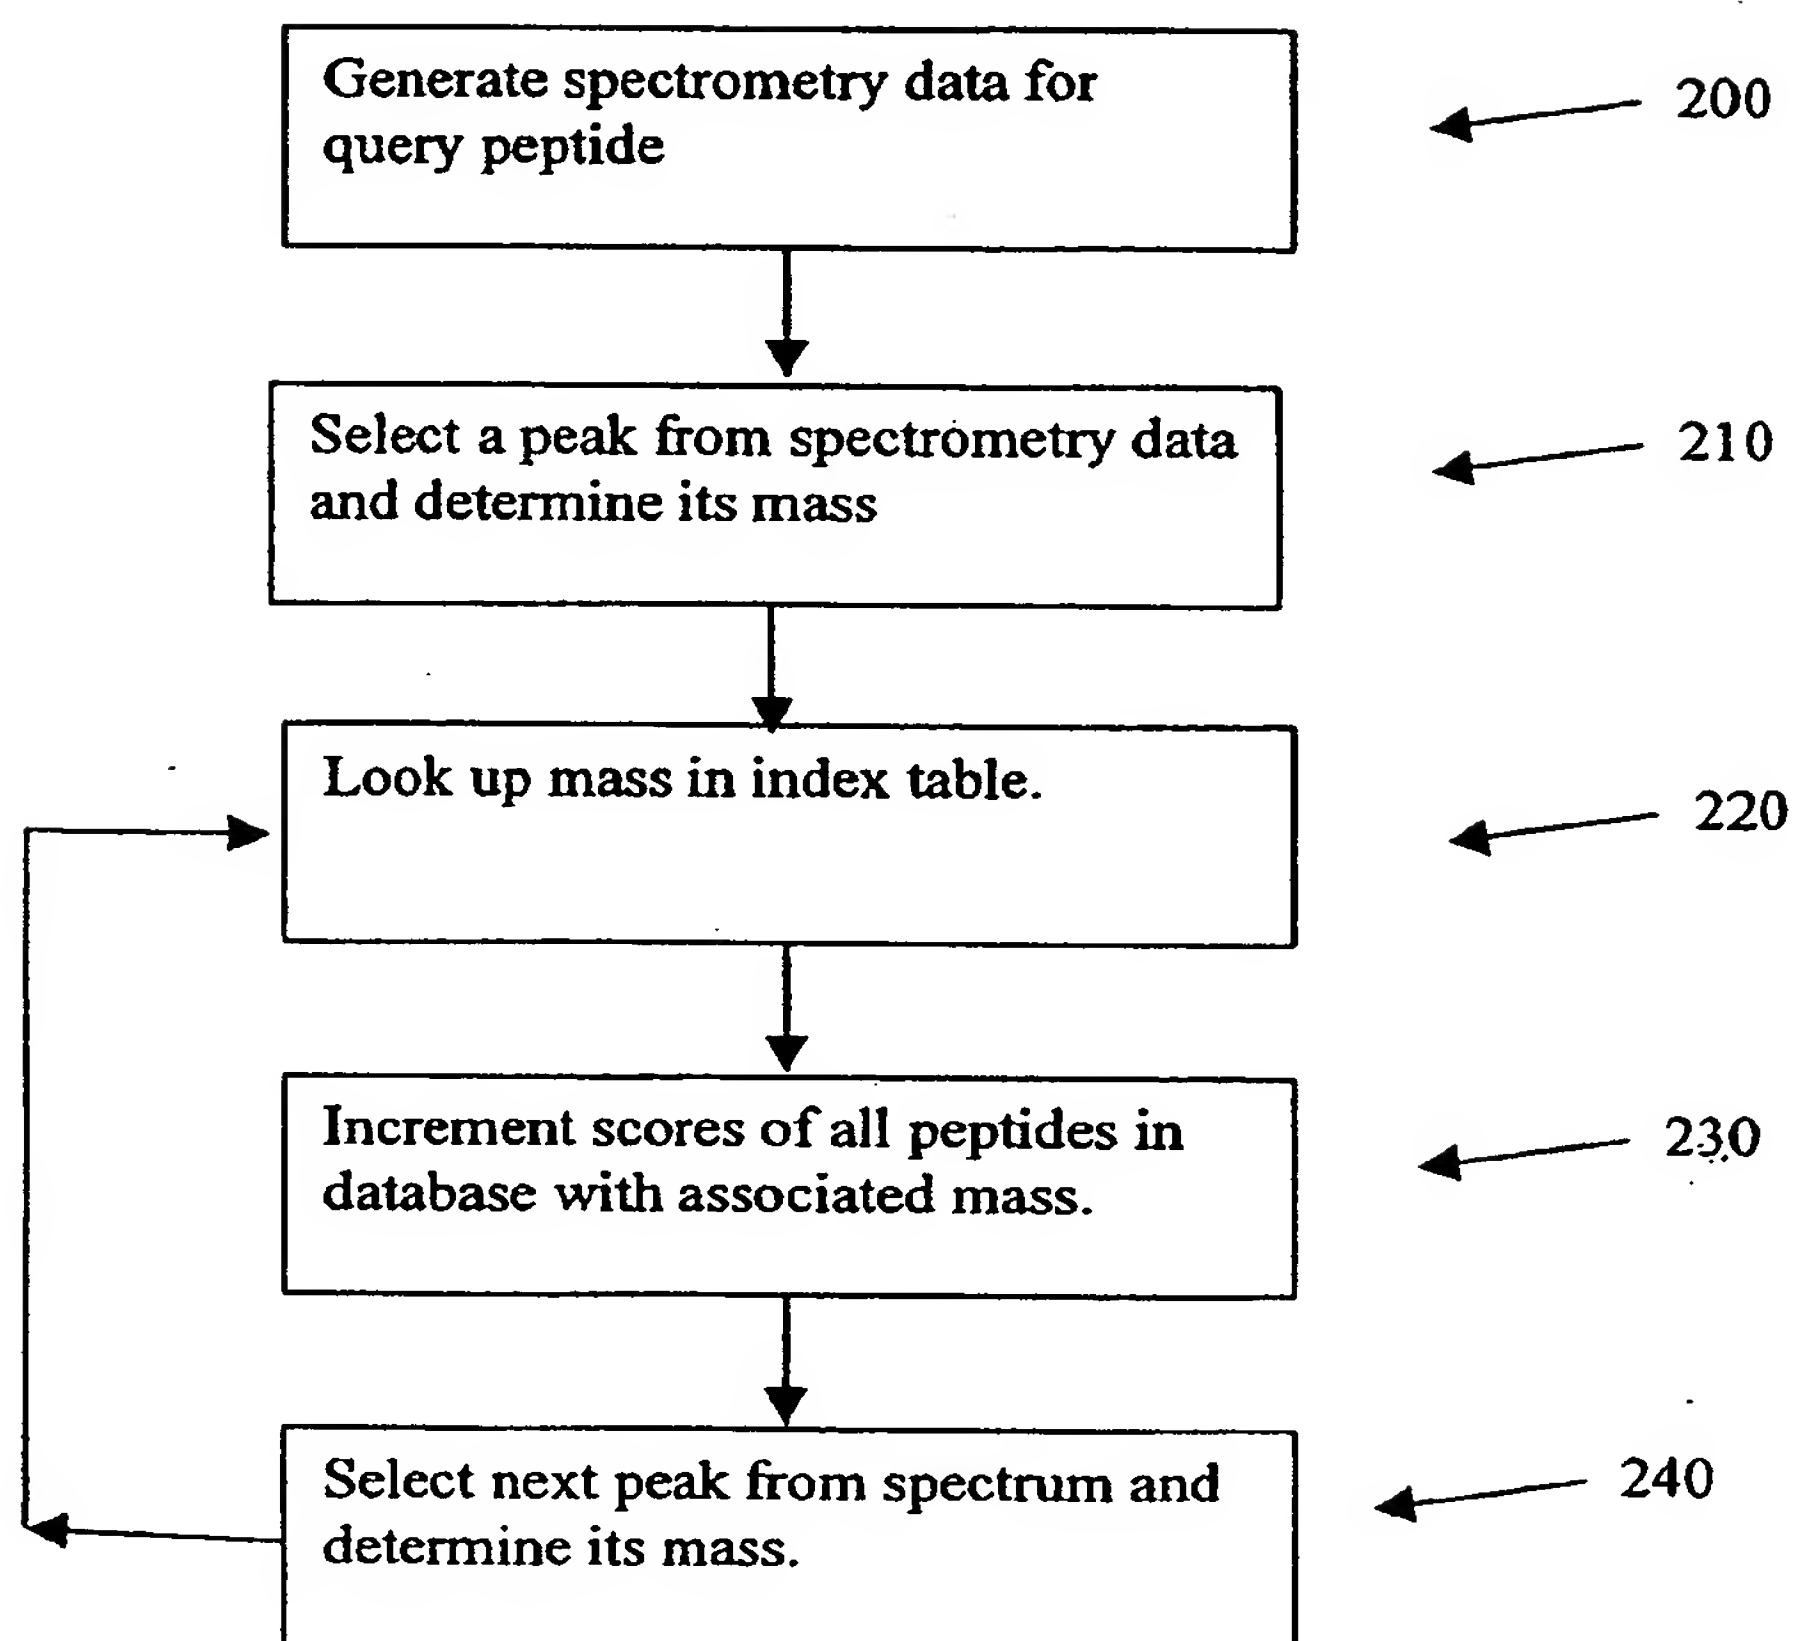 Generate spectrometry data for
query peptide
200
Select a peak from spectrometry data
and determine its mass
210
Look up mass in index table.
220
Increment scores of all peptides in
database with associated mass.
230
Select next peak from spectrum and
determine its mass.
240